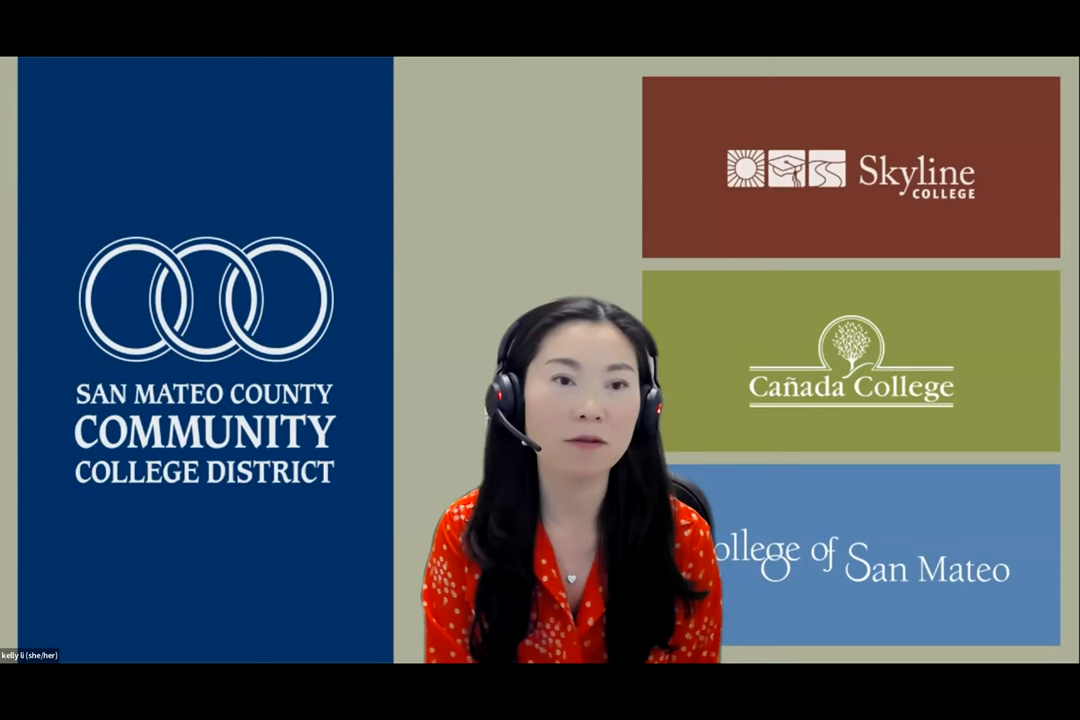 SAN MATEO COUNTY
COMMUNITY
COLLEGE DISTRICT
Skyline
COLLEGE
Cañada College
ollege of San Mateo
kelly li (she/her)